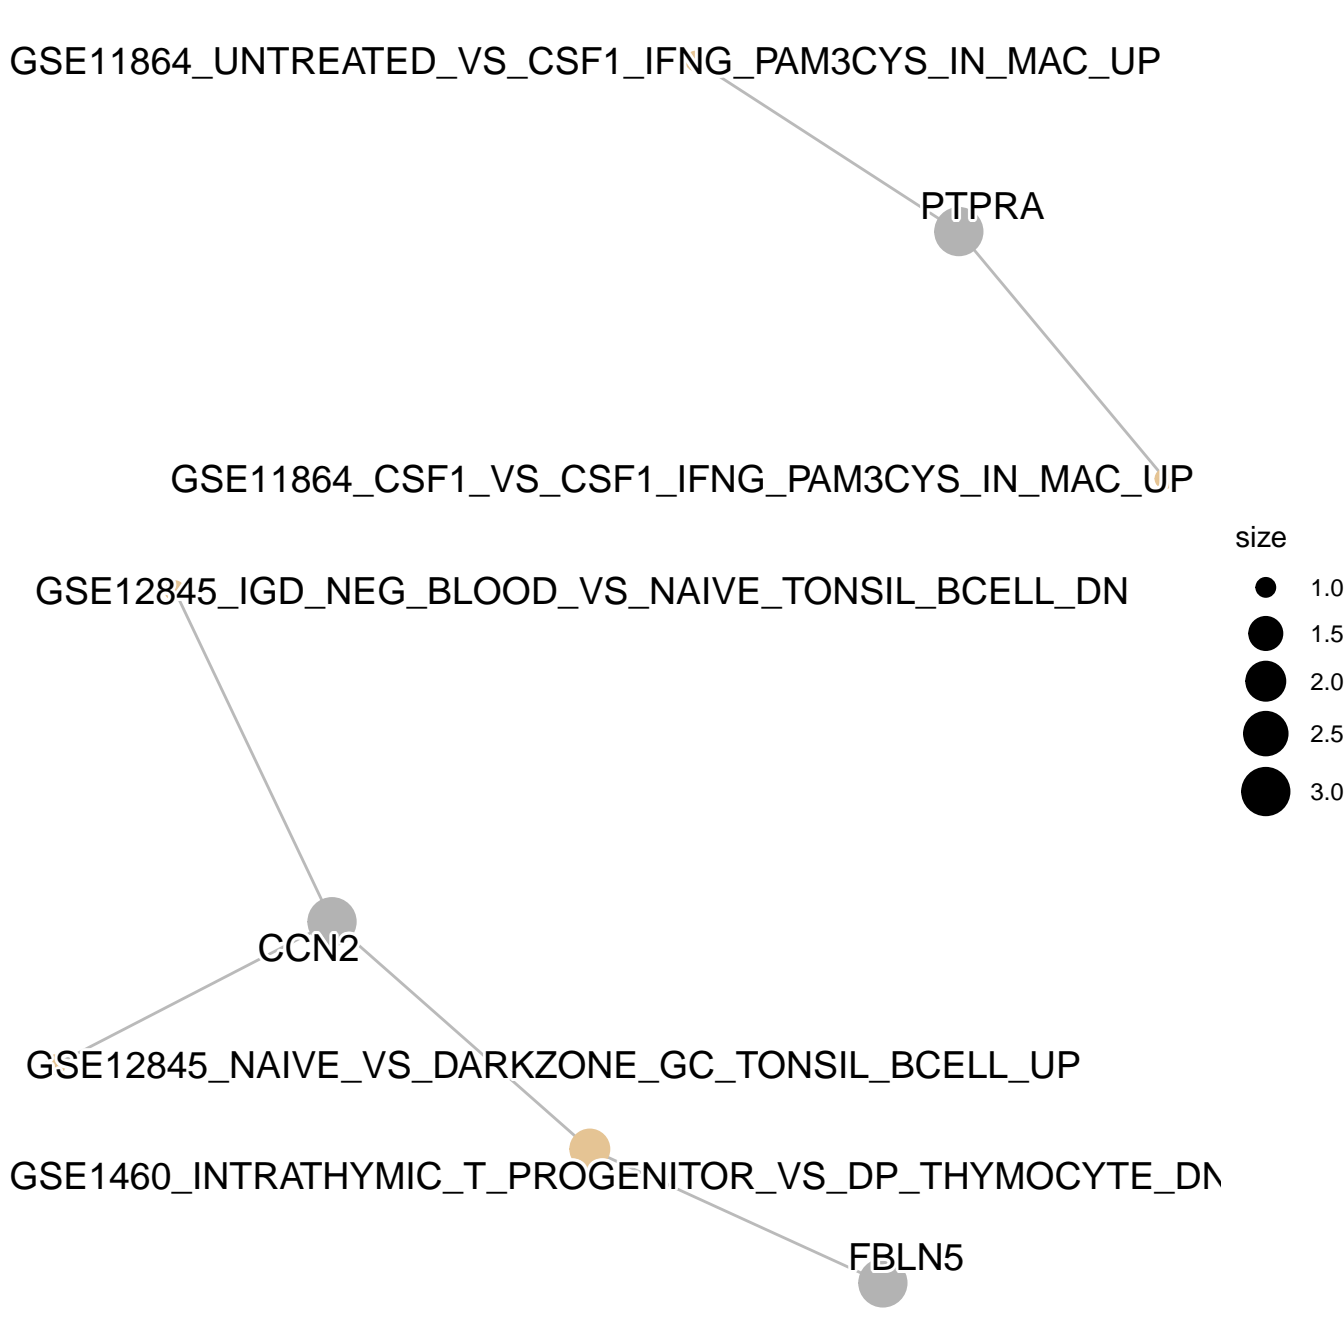 GSE11864_UNTREATED_VS_CSF1_IFNG_PAM3CYS_IN_MAC_UP
PTPRA
GSE11864_CSF1_VS_CSF1_IFNG_PAM3CYS_IN_MAC_UP
size
GSE12845_IGD_NEG_BLOOD_VS_NAIVE_TONSIL_BCELL_DN
1.0
1.5
2.0
2.5
3.0
CCN2
GSE12845_NAIVE_VS_DARKZONE_GC_TONSIL_BCELL_UP
GSE1460_INTRATHYMIC_T_PROGENITOR_VS_DP_THYMOCYTE_DN
FBLN5